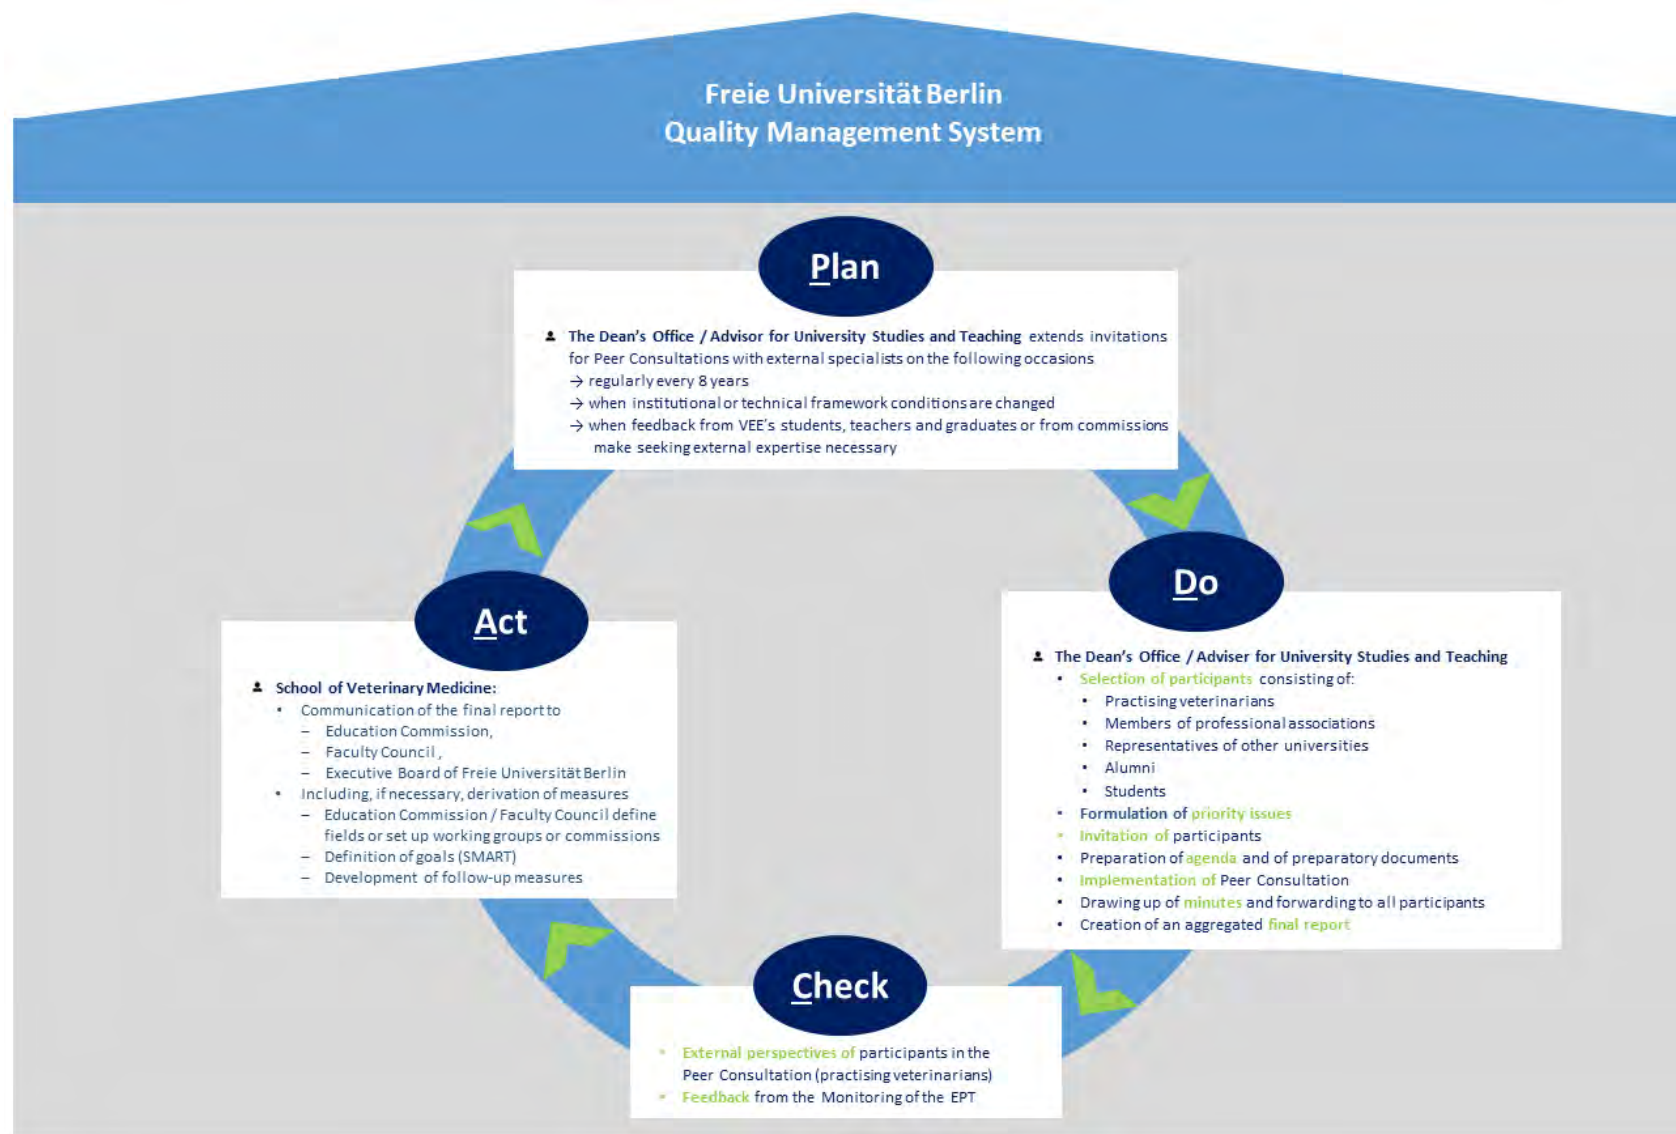 Freie Universität Berlin
Quality Management System
Plan
The Dean's Office / Advisor for University Studies and Teaching extends invitations
for Peer Consultations with external specialists on the following occasions
→ regularly every 8 years
→ when institutional or technical framework conditions are changed
→ when feedback from VEE's students, teachers and graduates or from commissions
make seeking external expertise necessary
Do
The Dean's Office / Adviser for University Studies and Teaching
• Selection of participants consisting of:
• Practising veterinarians
• Members of professional associations
• Representatives of other universities
• Alumni
• Students
• Formulation of priority issues
• Invitation of participants
• Preparation of agenda and of preparatory documents
• Implementation of Peer Consultation
• Drawing up of minutes and forwarding to all participants
• Creation of an aggregated final report
Check
• External perspectives of participants in the
Peer Consultation (practising veterinarians)
• Feedback from the Monitoring of the EPT
Act
School of Veterinary Medicine:
• Communication of the final report to
– Education Commission,
– Faculty Council ,
– Executive Board of Freie Universität Berlin
• Including, if necessary, derivation of measures
– Education Commission / Faculty Council define
fields or set up working groups or commissions
– Definition of goals (SMART)
– Development of follow-up measures